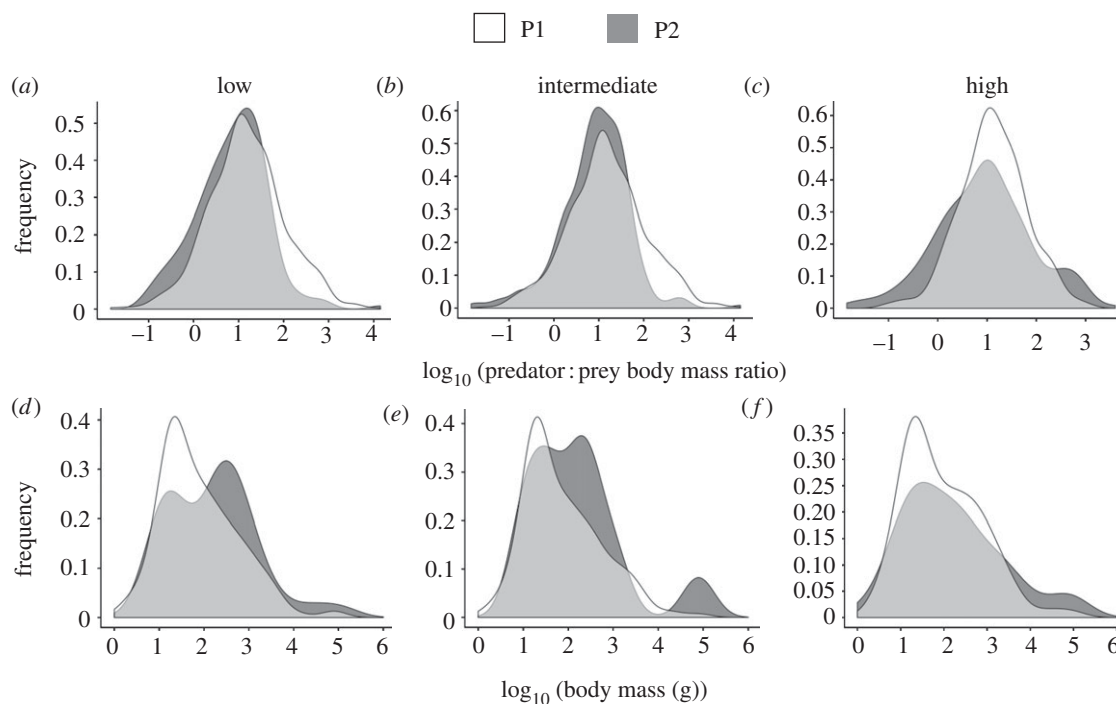 P1 P2
(a) low (b) intermediate (c) high
frequency
0.5
0.4
0.3
0.2
0.1
0
−1 0 1 2 3 4
0.6
0.5
0.4
0.3
0.2
0.1
0
−1 0 1 2 3 4
0.6
0.5
0.4
0.3
0.2
0.1
0
−1 0 1 2 3
log10 (predator : prey body mass ratio)
(d) (e) (f)
frequency
0.4
0.3
0.2
0.1
0
0 1 2 3 4 5 6
0.4
0.3
0.2
0.1
0
0 1 2 3 4 5 6
0.35
0.30
0.25
0.20
0.15
0.10
0.05
0
0 1 2 3 4 5 6
log10 (body mass (g))